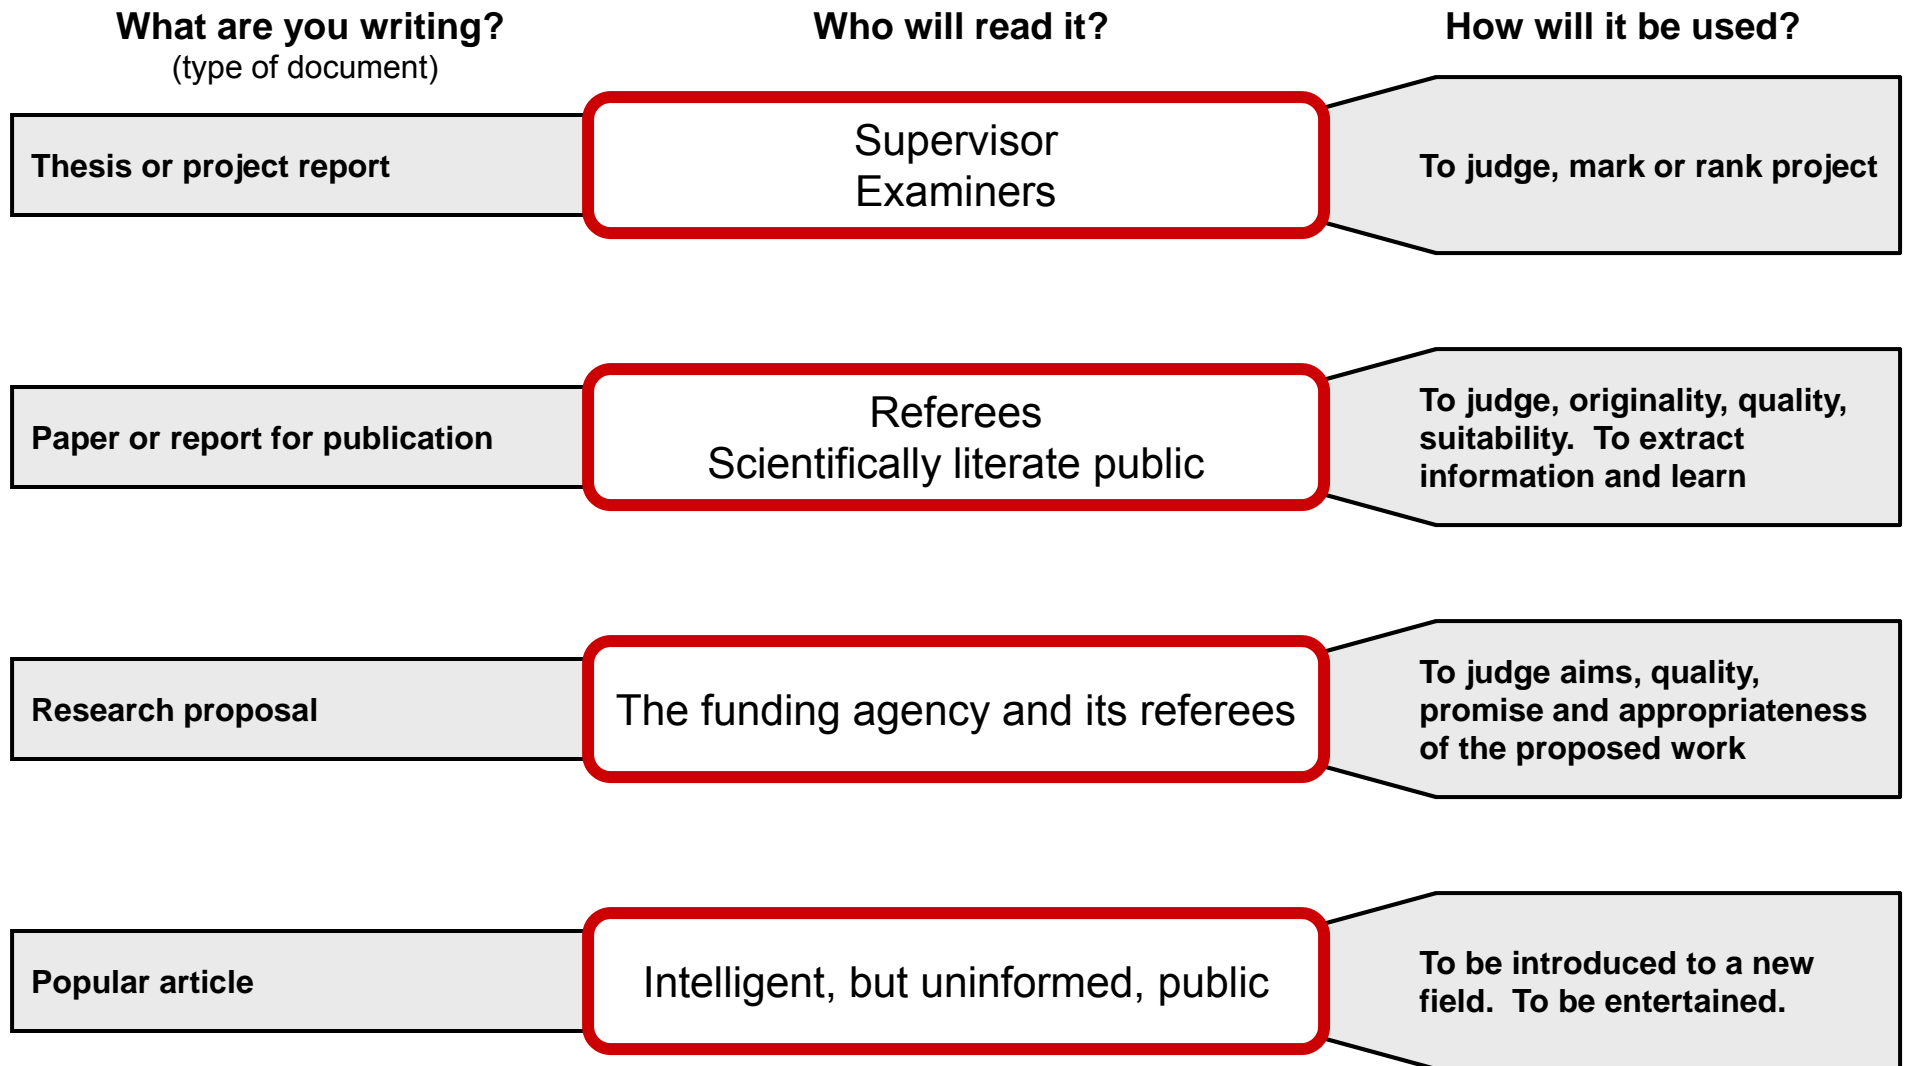 What are you writing?
(type of document)
Who will read it?
How will it be used?
Thesis or project report
Supervisor
Examiners
To judge, mark or rank project
Paper or report for publication
Referees
Scientifically literate public
To judge, originality, quality,
suitability.  To extract
information and learn
Research proposal
The funding agency and its referees
To judge aims, quality,
promise and appropriateness
of the proposed work
Popular article
Intelligent, but uninformed, public
To be introduced to a new
field.  To be entertained.